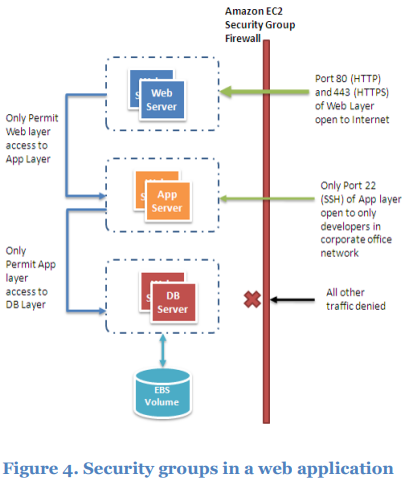 Amazon EC2
Security Group
Firewall
Web
Server
Port 80 (HTTP)
and 443 (HTTPS)
of Web Layer
open to Internet
Only Permit
Web layer
access to
App Layer
App
Server
Only Port 22
(SSH) of App layer
open to only
developers in
corporate office
network
Only
Permit App
layer
access to
DB Layer
DB
Server
All other
traffic denied
EBS
Volume
Figure 4. Security groups in a web application